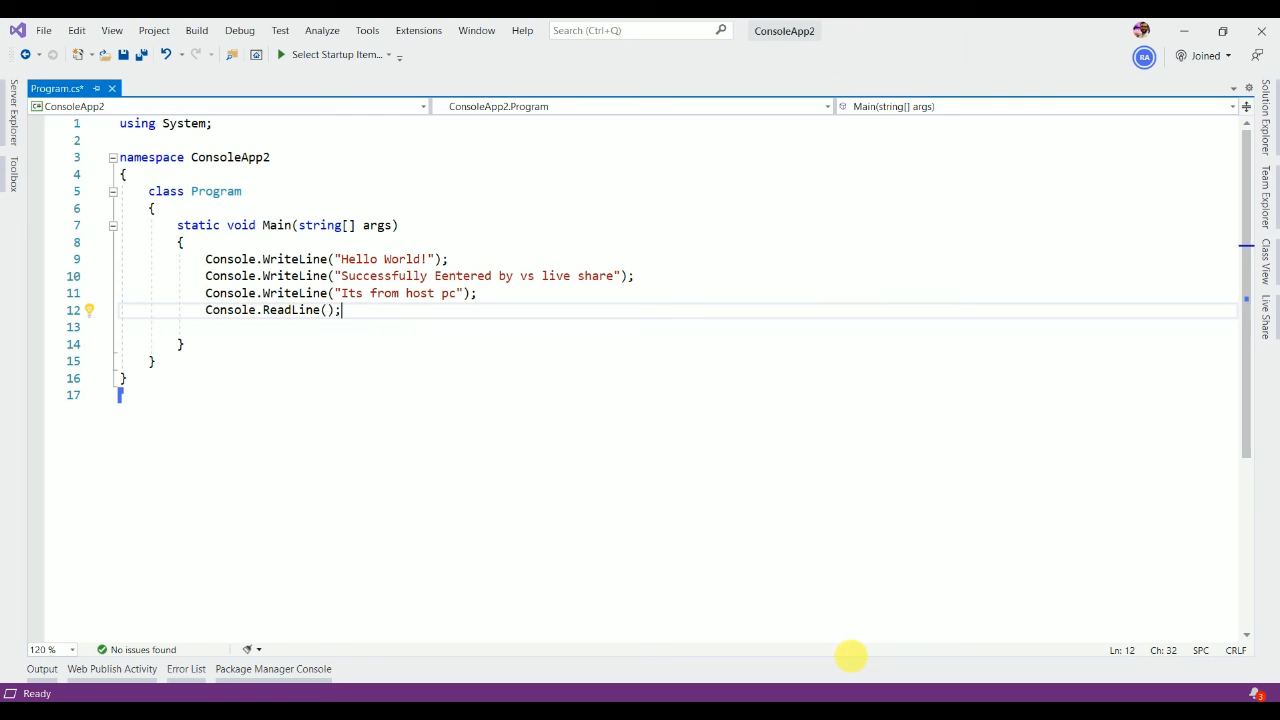 File Edit View Project Build Debug Test Analyze Tools Extensions Window Help Search (Ctrl+Q) ConsoleApp2
Select Startup Item... RA Joined
Program.cs*
C# ConsoleApp2 ConsoleApp2.Program Main(string[] args)
Server Explorer
Toolbox
1 using System;
2
3 namespace ConsoleApp2
4 {
5 class Program
6 {
7 static void Main(string[] args)
8 {
9 Console.WriteLine("Hello World!");
10 Console.WriteLine("Successfully Eentered by vs live share");
11 Console.WriteLine("Its from host pc");
12 Console.ReadLine();
13
14 }
15 }
16 }
17
Solution Explorer
Team Explorer
Class View
Live Share
120 % No issues found Ln: 12 Ch: 32 SPC CRLF
Output Web Publish Activity Error List Package Manager Console
Ready 3